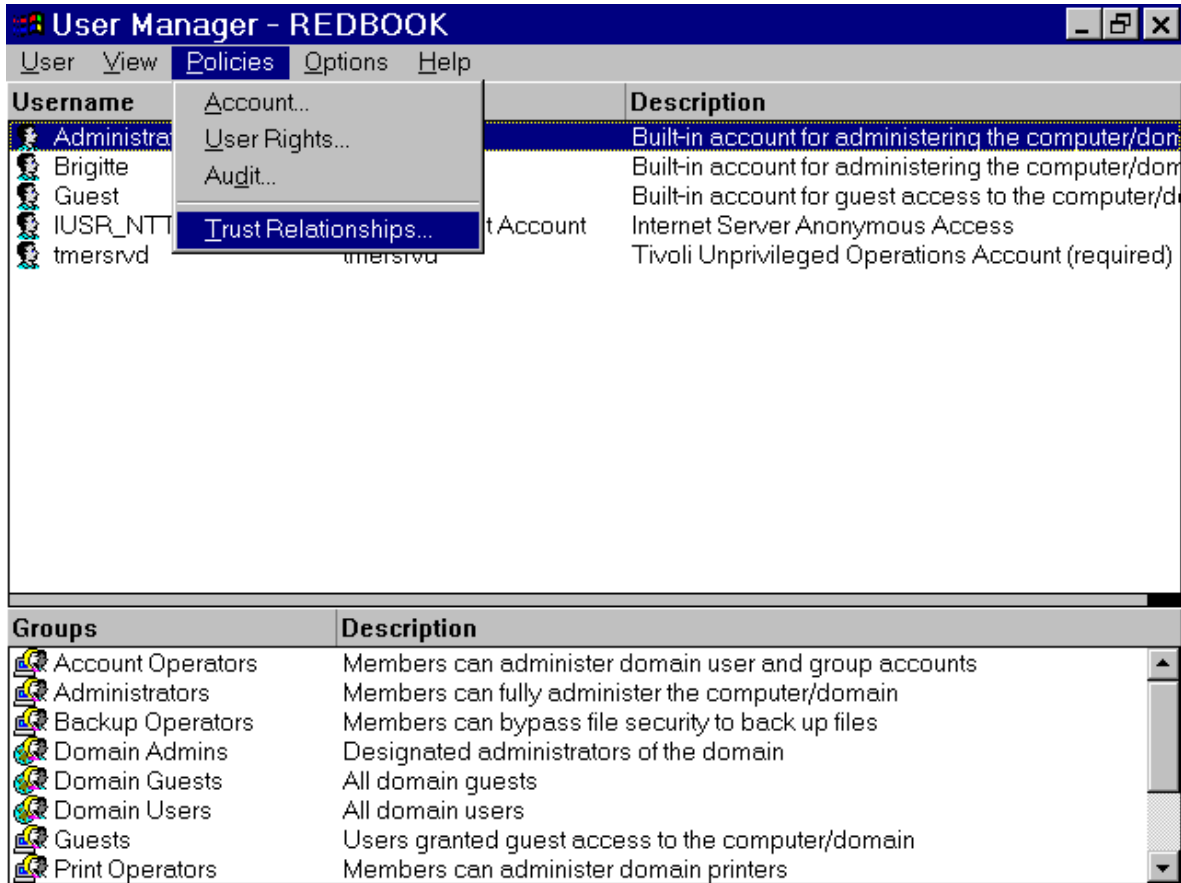 User Manager - REDBOOK
User View Policies Options Help
Username Description
Account...
User Rights...
Audit...
Trust Relationships...
Administrat Built-in account for administering the computer/dom
Brigitte Built-in account for administering the computer/dom
Guest Built-in account for guest access to the computer/d
IUSR_NTT t Account Internet Server Anonymous Access
tmersrvd tmersrvd Tivoli Unprivileged Operations Account (required)
Groups Description
Account Operators Members can administer domain user and group accounts
Administrators Members can fully administer the computer/domain
Backup Operators Members can bypass file security to back up files
Domain Admins Designated administrators of the domain
Domain Guests All domain guests
Domain Users All domain users
Guests Users granted guest access to the computer/domain
Print Operators Members can administer domain printers